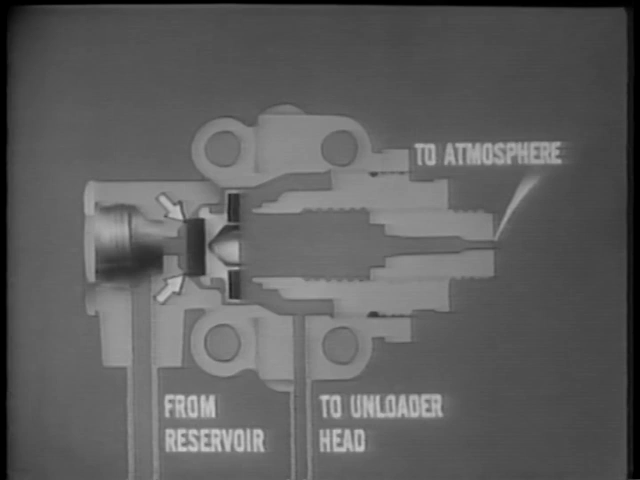 TO ATMOSPHERE
FROM
RESERVOIR
TO UNLOADER
HEAD